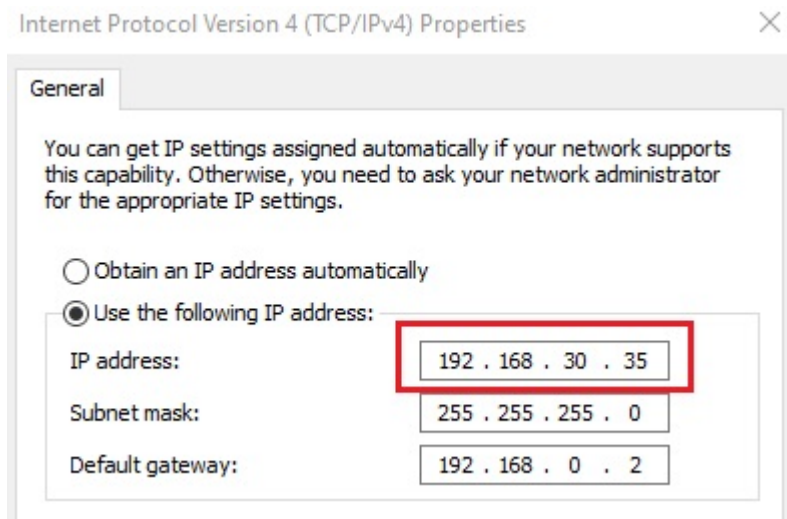 Internet Protocol Version 4 (TCP/IPv4) Properties
General
You can get IP settings assigned automatically if your network supports
this capability. Otherwise, you need to ask your network administrator
for the appropriate IP settings.
Obtain an IP address automatically
Use the following IP address:
IP address: 192 . 168 . 30 . 35
Subnet mask: 255 . 255 . 255 . 0
Default gateway: 192 . 168 . 0 . 2